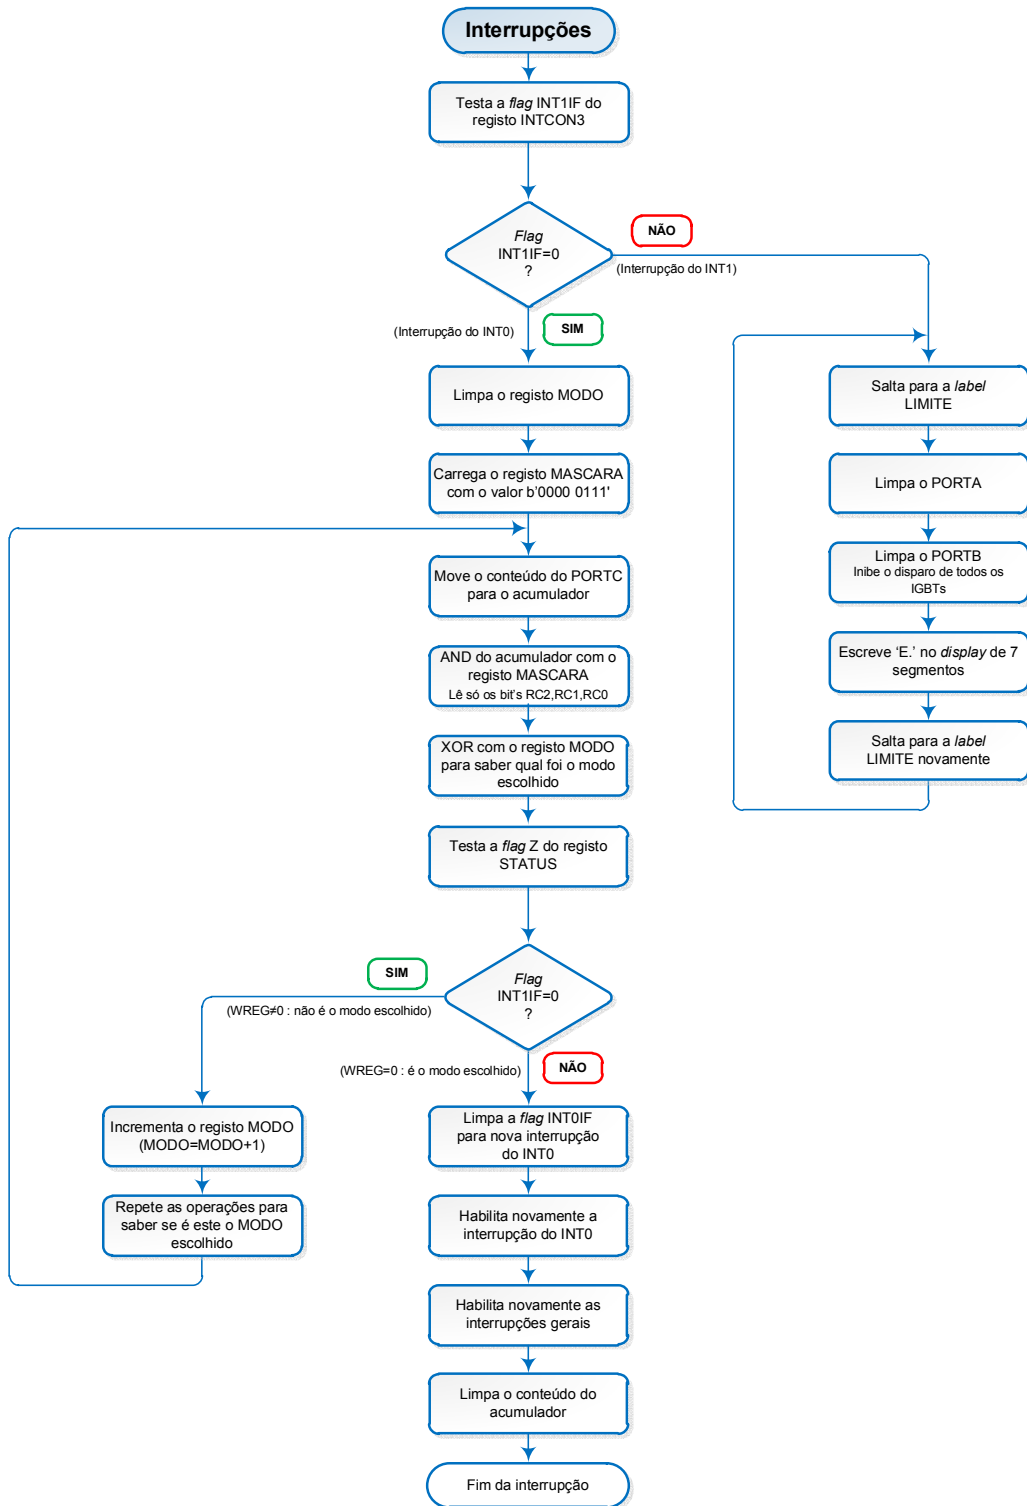 Interrupções
Testa a flag INT1IF do
registo INTCON3
Flag
INT1IF=0
?
NÃO
(Interrupção do INT1)
(Interrupção do INT0)
SIM
Limpa o registo MODO
Carrega o registo MASCARA
com o valor b'0000 0111'
Move o conteúdo do PORTC
para o acumulador
AND do acumulador com o
registo MASCARA
Lê só os bit's RC2,RC1,RC0
XOR com o registo MODO
para saber qual foi o modo
escolhido
Testa a flag Z do registo
STATUS
Salta para a label
LIMITE
Limpa o PORTA
Limpa o PORTB
Inibe o disparo de todos os
IGBTs
Escreve ‘E.’ no display de 7
segmentos
Salta para a label
LIMITE novamente
Flag
INT1IF=0
?
SIM
(WREG≠0 : não é o modo escolhido)
(WREG=0 : é o modo escolhido)
NÃO
Incrementa o registo MODO
(MODO=MODO+1)
Repete as operações para
saber se é este o MODO
escolhido
Limpa a flag INT0IF
para nova interrupção
do INT0
Habilita novamente a
interrupção do INT0
Habilita novamente as
interrupções gerais
Limpa o conteúdo do
acumulador
Fim da interrupção